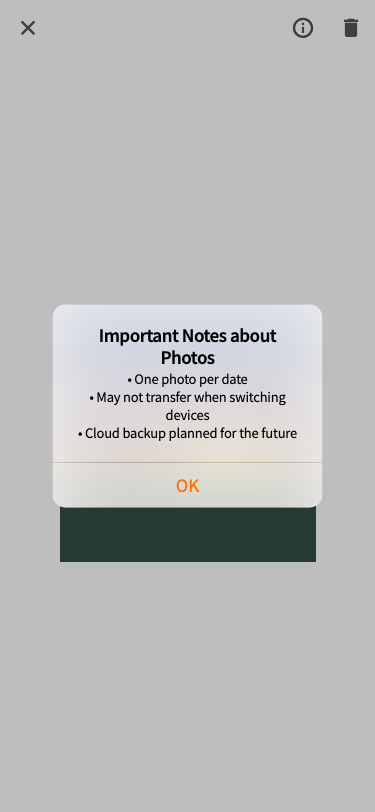 Important Notes about
Photos
• One photo per date
• May not transfer when switching
devices
• Cloud backup planned for the future
OK